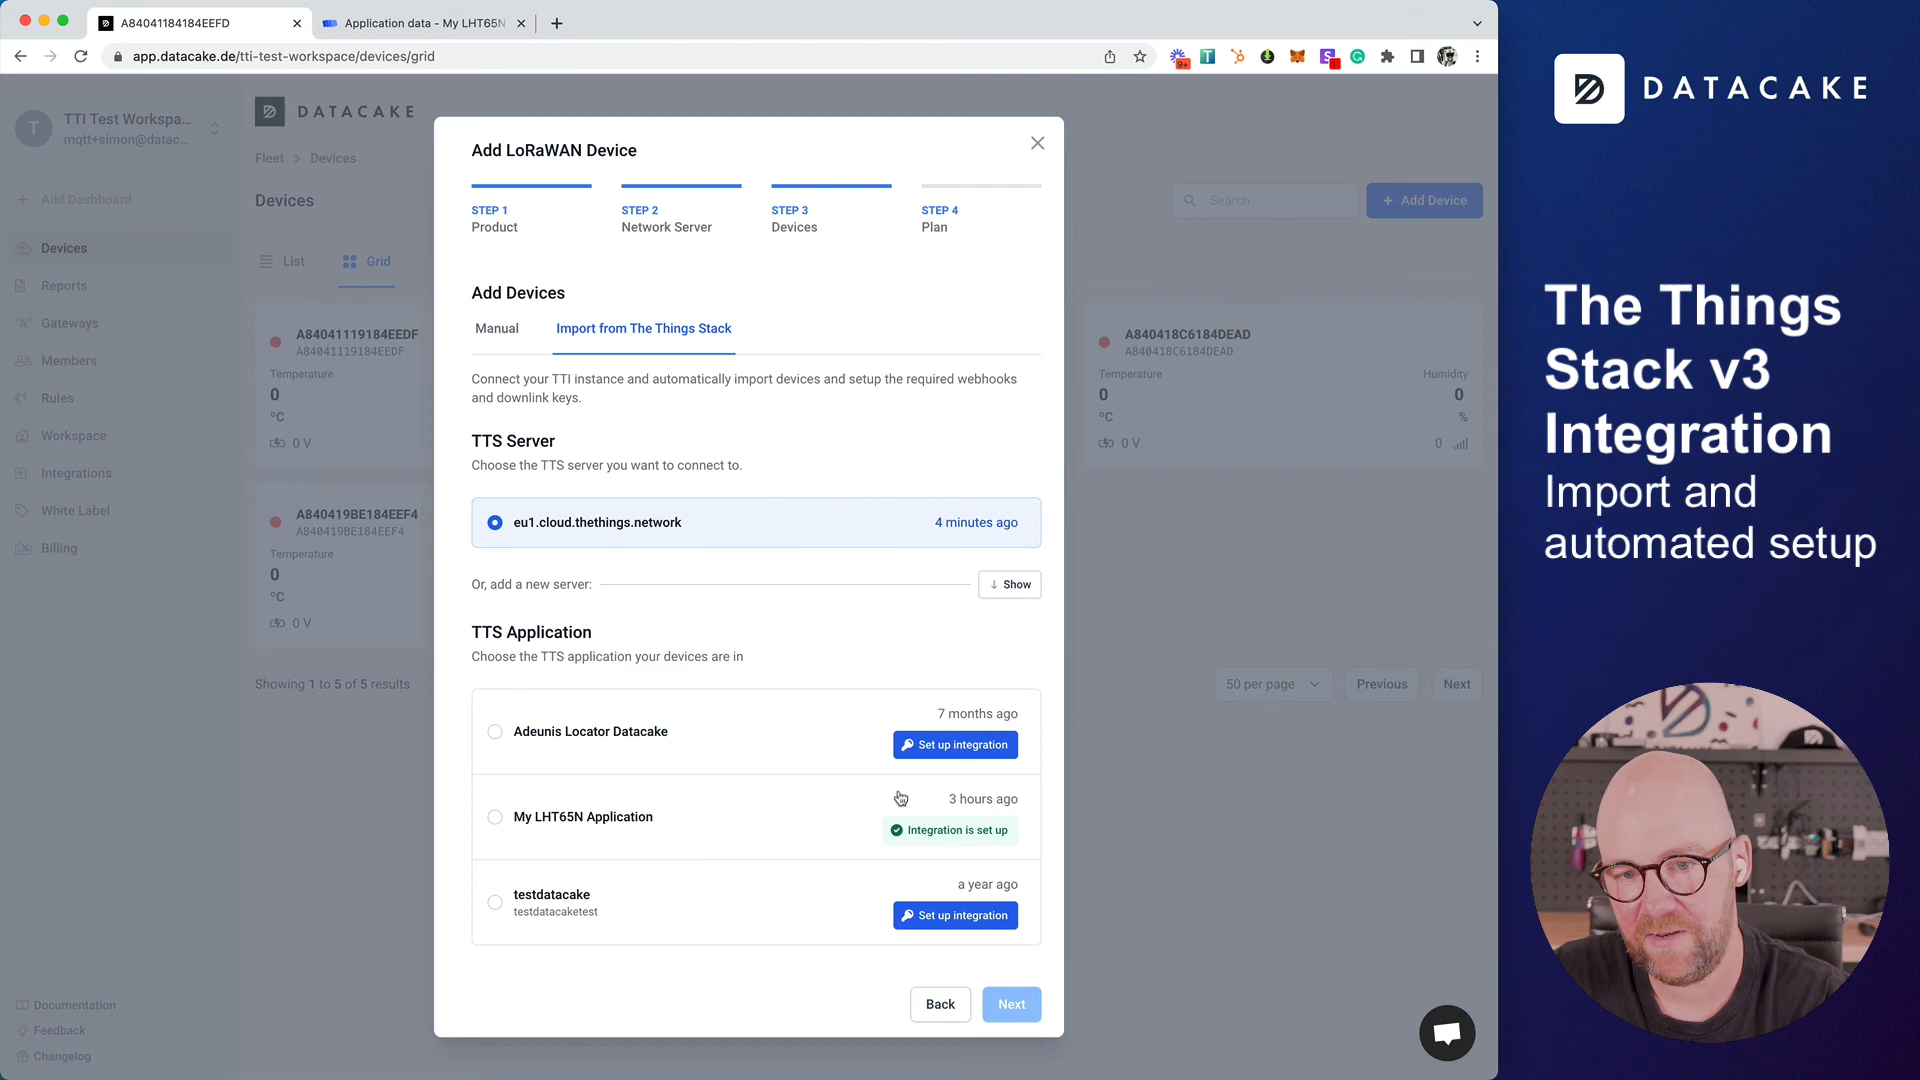 A84041184184EEFD
Application data - My LHT65N
app.datacake.de/tti-test-workspace/devices/grid
9+
1
T
TTI Test Workspa...
mqtt+simon@datac...
Add Dashboard
Devices
Reports
Gateways
Members
Rules
Workspace
Integrations
White Label
Billing
Documentation
Feedback
Changelog
DATACAKE
Fleet > Devices
Devices
Search
+ Add Device
List
Grid
A84041119184EEDF
A84041119184EEDF
Temperature
0
°C
0 V
A840419BE184EEF4
A840419BE184EEF4
Temperature
0
°C
0 V
A840418C6184DEAD
A840418C6184DEAD
Temperature
Humidity
0
0
°C
%
0 V
0
Showing 1 to 5 of 5 results
50 per page
Previous
Next
Add LoRaWAN Device
STEP 1
Product
STEP 2
Network Server
STEP 3
Devices
STEP 4
Plan
Add Devices
Manual
Import from The Things Stack
Connect your TTI instance and automatically import devices and setup the required webhooks
and downlink keys.
TTS Server
Choose the TTS server you want to connect to.
eu1.cloud.thethings.network
4 minutes ago
Or, add a new server:
↓ Show
TTS Application
Choose the TTS application your devices are in
Adeunis Locator Datacake
7 months ago
Set up integration
My LHT65N Application
3 hours ago
Integration is set up
testdatacake
testdatacaketest
a year ago
Set up integration
Back
Next
DATACAKE
The Things
Stack v3
Integration
Import and
automated setup